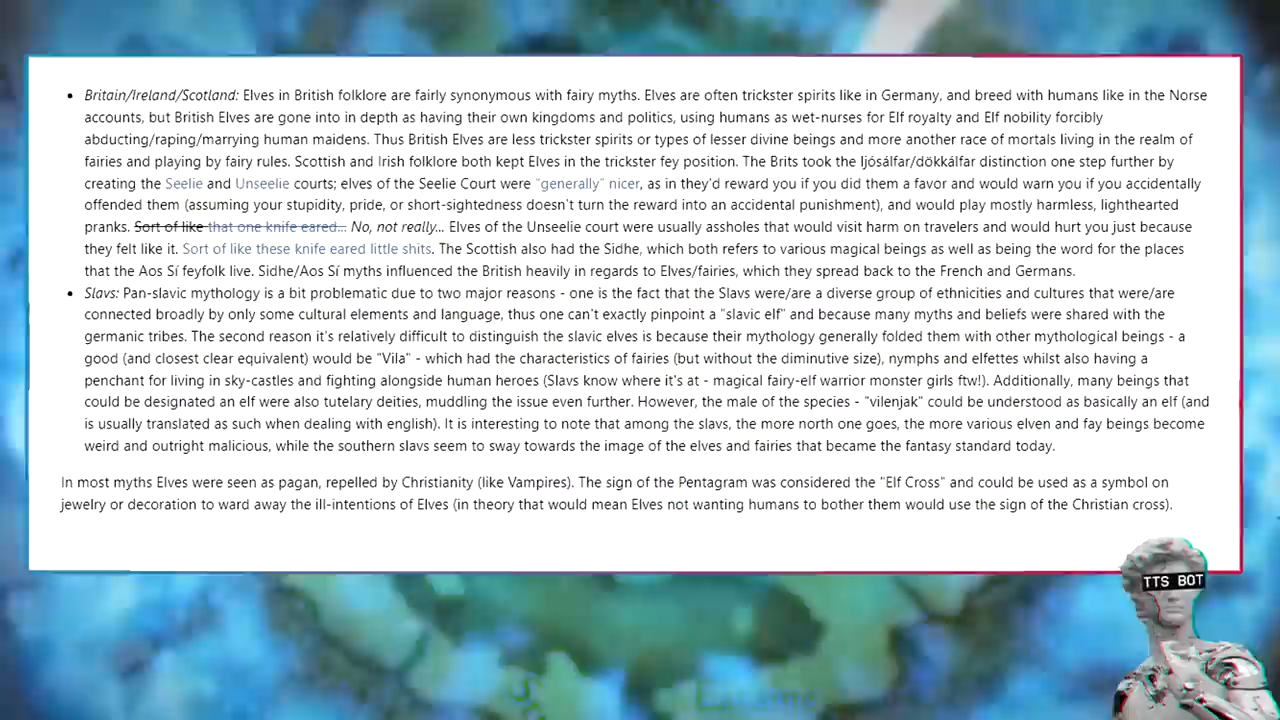 Britain/Ireland/Scotland: Elves in British folklore are fairly synonymous with fairy myths. Elves are often trickster spirits like in Germany, and breed with humans like in the Norse
accounts, but British Elves are gone into in depth as having their own kingdoms and politics, using humans as wet-nurses for Elf royalty and Elf nobility forcibly
abducting/raping/marrying human maidens. Thus British Elves are less trickster spirits or types of lesser divine beings and more another race of mortals living in the realm of
fairies and playing by fairy rules. Scottish and Irish folklore both kept Elves in the trickster fey position. The Brits took the ljósálfar/dökkálfar distinction one step further by
creating the Seelie and Unseelie courts; elves of the Seelie Court were "generally" nicer, as in they'd reward you if you did them a favor and would warn you if you accidentally
offended them (assuming your stupidity, pride, or short-sightedness doesn't turn the reward into an accidental punishment), and would play mostly harmless, lighthearted
pranks. Sort of like that one knife eared... No, not really... Elves of the Unseelie court were usually assholes that would visit harm on travelers and would hurt you just because
they felt like it. Sort of like these knife eared little shits. The Scottish also had the Sidhe, which both refers to various magical beings as well as being the word for the places
that the Aos Sí feyfolk live. Sidhe/Aos Sí myths influenced the British heavily in regards to Elves/fairies, which they spread back to the French and Germans.
Slavs: Pan-slavic mythology is a bit problematic due to two major reasons - one is the fact that the Slavs were/are a diverse group of ethnicities and cultures that were/are
connected broadly by only some cultural elements and language, thus one can't exactly pinpoint a "slavic elf" and because many myths and beliefs were shared with the
germanic tribes. The second reason it's relatively difficult to distinguish the slavic elves is because their mythology generally folded them with other mythological beings - a
good (and closest clear equivalent) would be "Vila" - which had the characteristics of fairies (but without the diminutive size), nymphs and elfettes whilst also having a
penchant for living in sky-castles and fighting alongside human heroes (Slavs know where it's at - magical fairy-elf warrior monster girls ftw!). Additionally, many beings that
could be designated an elf were also tutelary deities, muddling the issue even further. However, the male of the species - "vilenjak" could be understood as basically an elf (and
is usually translated as such when dealing with english). It is interesting to note that among the slavs, the more north one goes, the more various elven and fay beings become
weird and outright malicious, while the southern slavs seem to sway towards the image of the elves and fairies that became the fantasy standard today.
In most myths Elves were seen as pagan, repelled by Christianity (like Vampires). The sign of the Pentagram was considered the "Elf Cross" and could be used as a symbol on
jewelry or decoration to ward away the ill-intentions of Elves (in theory that would mean Elves not wanting humans to bother them would use the sign of the Christian cross).
TTS BOT